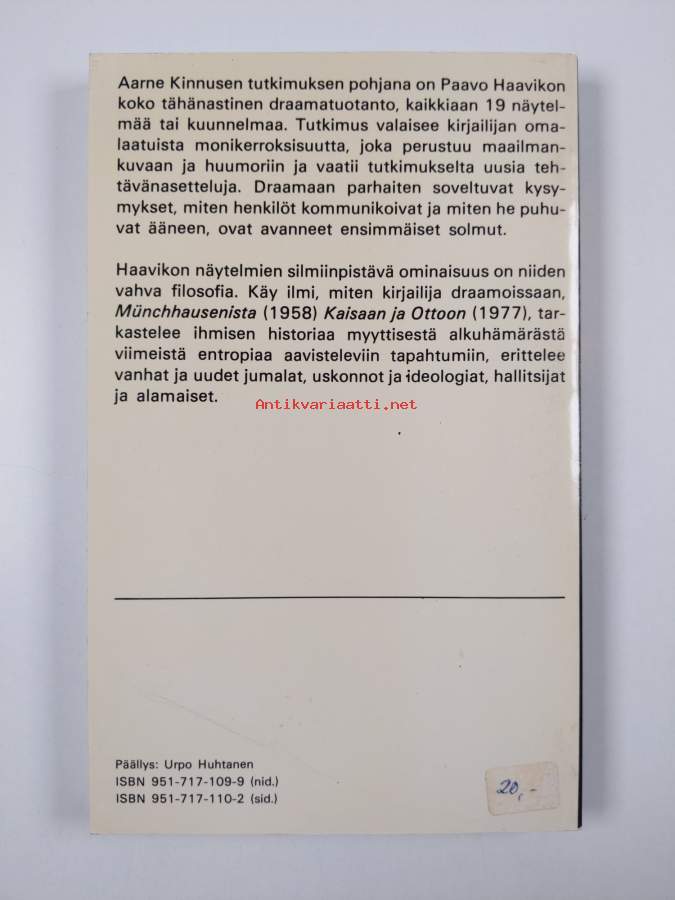 Aarne Kinnusen tutkimuksen pohjana on Paavo Haavikon
koko tähänastinen draamatuotanto, kaikkiaan 19 näytel-
mää tai kuunnelmaa. Tutkimus valaisee kirjailijan oma-
laatuista monikerroksisuutta, joka perustuu maailman-
kuvaan ja huumoriin ja vaatii tutkimukselta uusia teh-
tävänasetteluja. Draamaan parhaiten soveltuvat kysy-
mykset, miten henkilöt kommunikoivat ja miten he puhu-
vat ääneen, ovat avanneet ensimmäiset solmut.
Haavikon näytelmien silmiinpistävä ominaisuus on niiden
vahva filosofia. Käy ilmi, miten kirjailija draamoissaan,
Münchhausenista (1958) Kaisaan ja Ottoon (1977), tar-
kastelee ihmisen historiaa myyttisestä alkuhämärästä
viimeistä entropiaa aavisteleviin tapahtumiin, erittelee
vanhat ja uudet jumalat, uskonnot ja ideologiat, hallitsijat
ja alamaiset.
Antikvariaatti.net
Päällys: Urpo Huhtanen
ISBN 951-717-109-9 (nid.)
ISBN 951-717-110-2 (sid.)
20,-